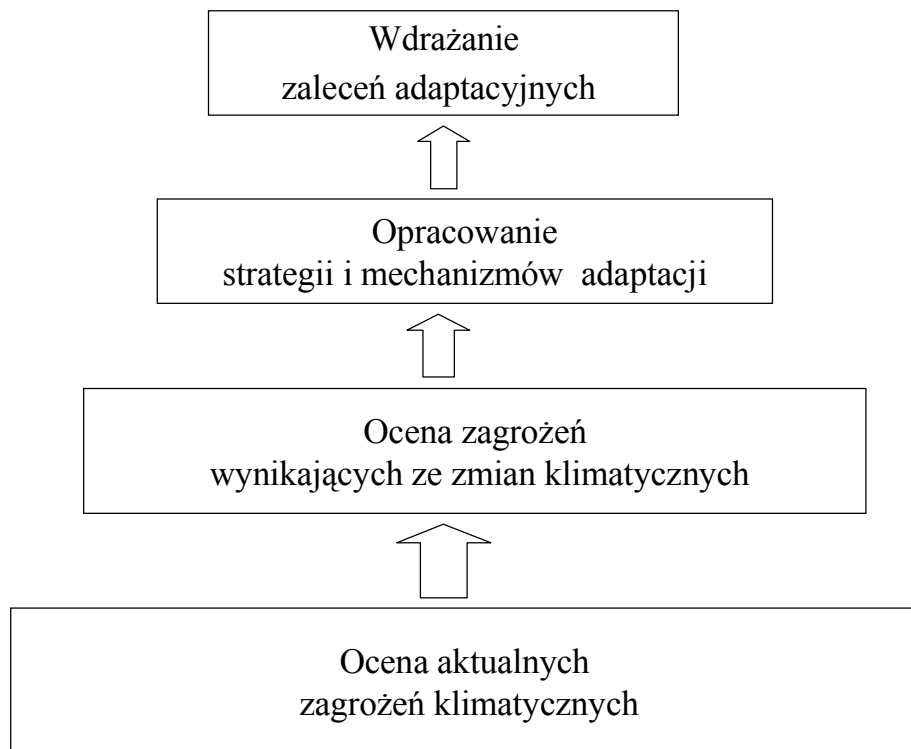 Wdrażanie
zaleceń adaptacyjnych
Opracowanie
strategii i mechanizmów adaptacji
Ocena zagrożeń
wynikających ze zmian klimatycznych
Ocena aktualnych
zagrożeń klimatycznych